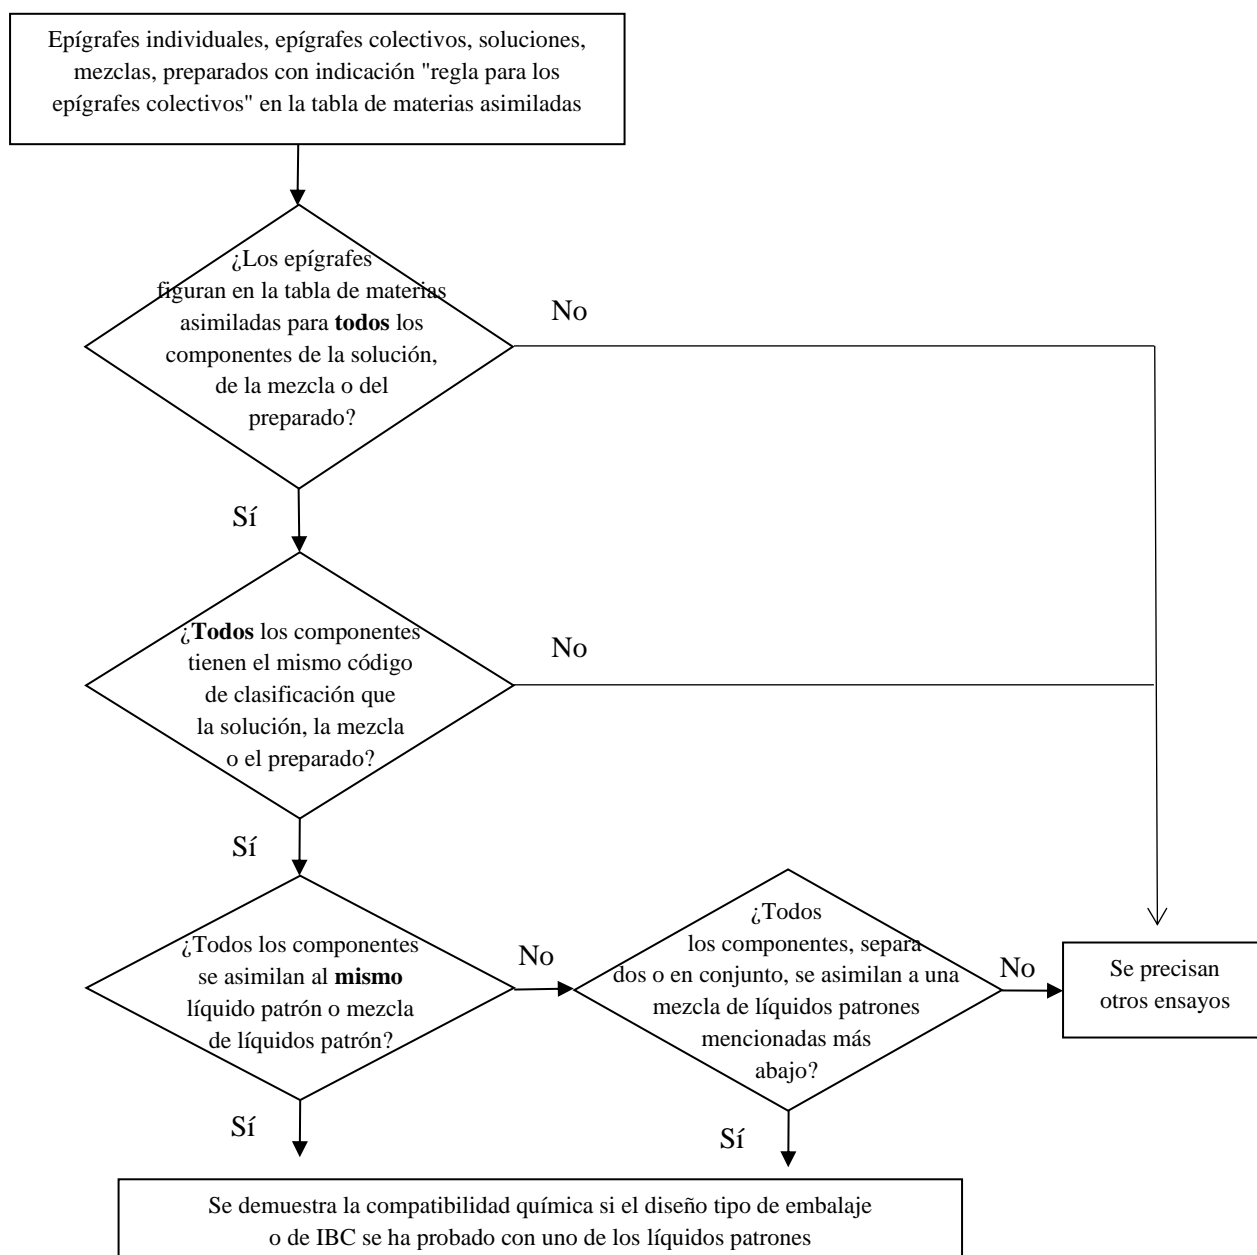 Epígrafes individuales, epígrafes colectivos, soluciones,
mezclas, preparados con indicación "regla para los
epígrafes colectivos" en la tabla de materias asimiladas
¿Los epígrafes
figuran en la tabla de materias
asimiladas para todos los
componentes de la solución,
de la mezcla o del
preparado?
No
Sí
¿Todos los componentes
tienen el mismo código
de clasificación que
la solución, la mezcla
o el preparado?
No
Sí
¿Todos los componentes
se asimilan al mismo
líquido patrón o mezcla
de líquidos patrón?
No
¿Todos
los componentes, separa
dos o en conjunto, se asimilan a una
mezcla de líquidos patrones
mencionadas más
abajo?
No
Se precisan
otros ensayos
Sí
Sí
Se demuestra la compatibilidad química si el diseño tipo de embalaje
o de IBC se ha probado con uno de los líquidos patrones